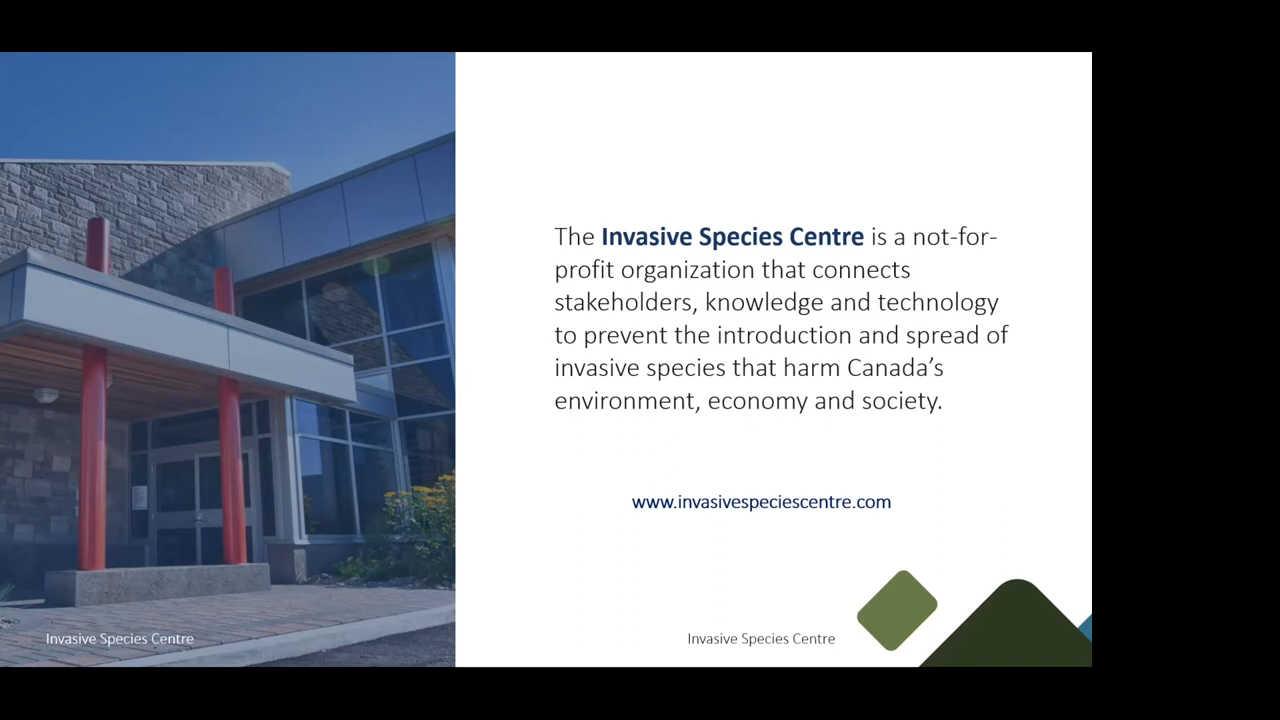 The Invasive Species Centre is a not-for-
profit organization that connects
stakeholders, knowledge and technology
to prevent the introduction and spread of
invasive species that harm Canada’s
environment, economy and society.
www.invasivespeciescentre.com
Invasive Species Centre
Invasive Species Centre